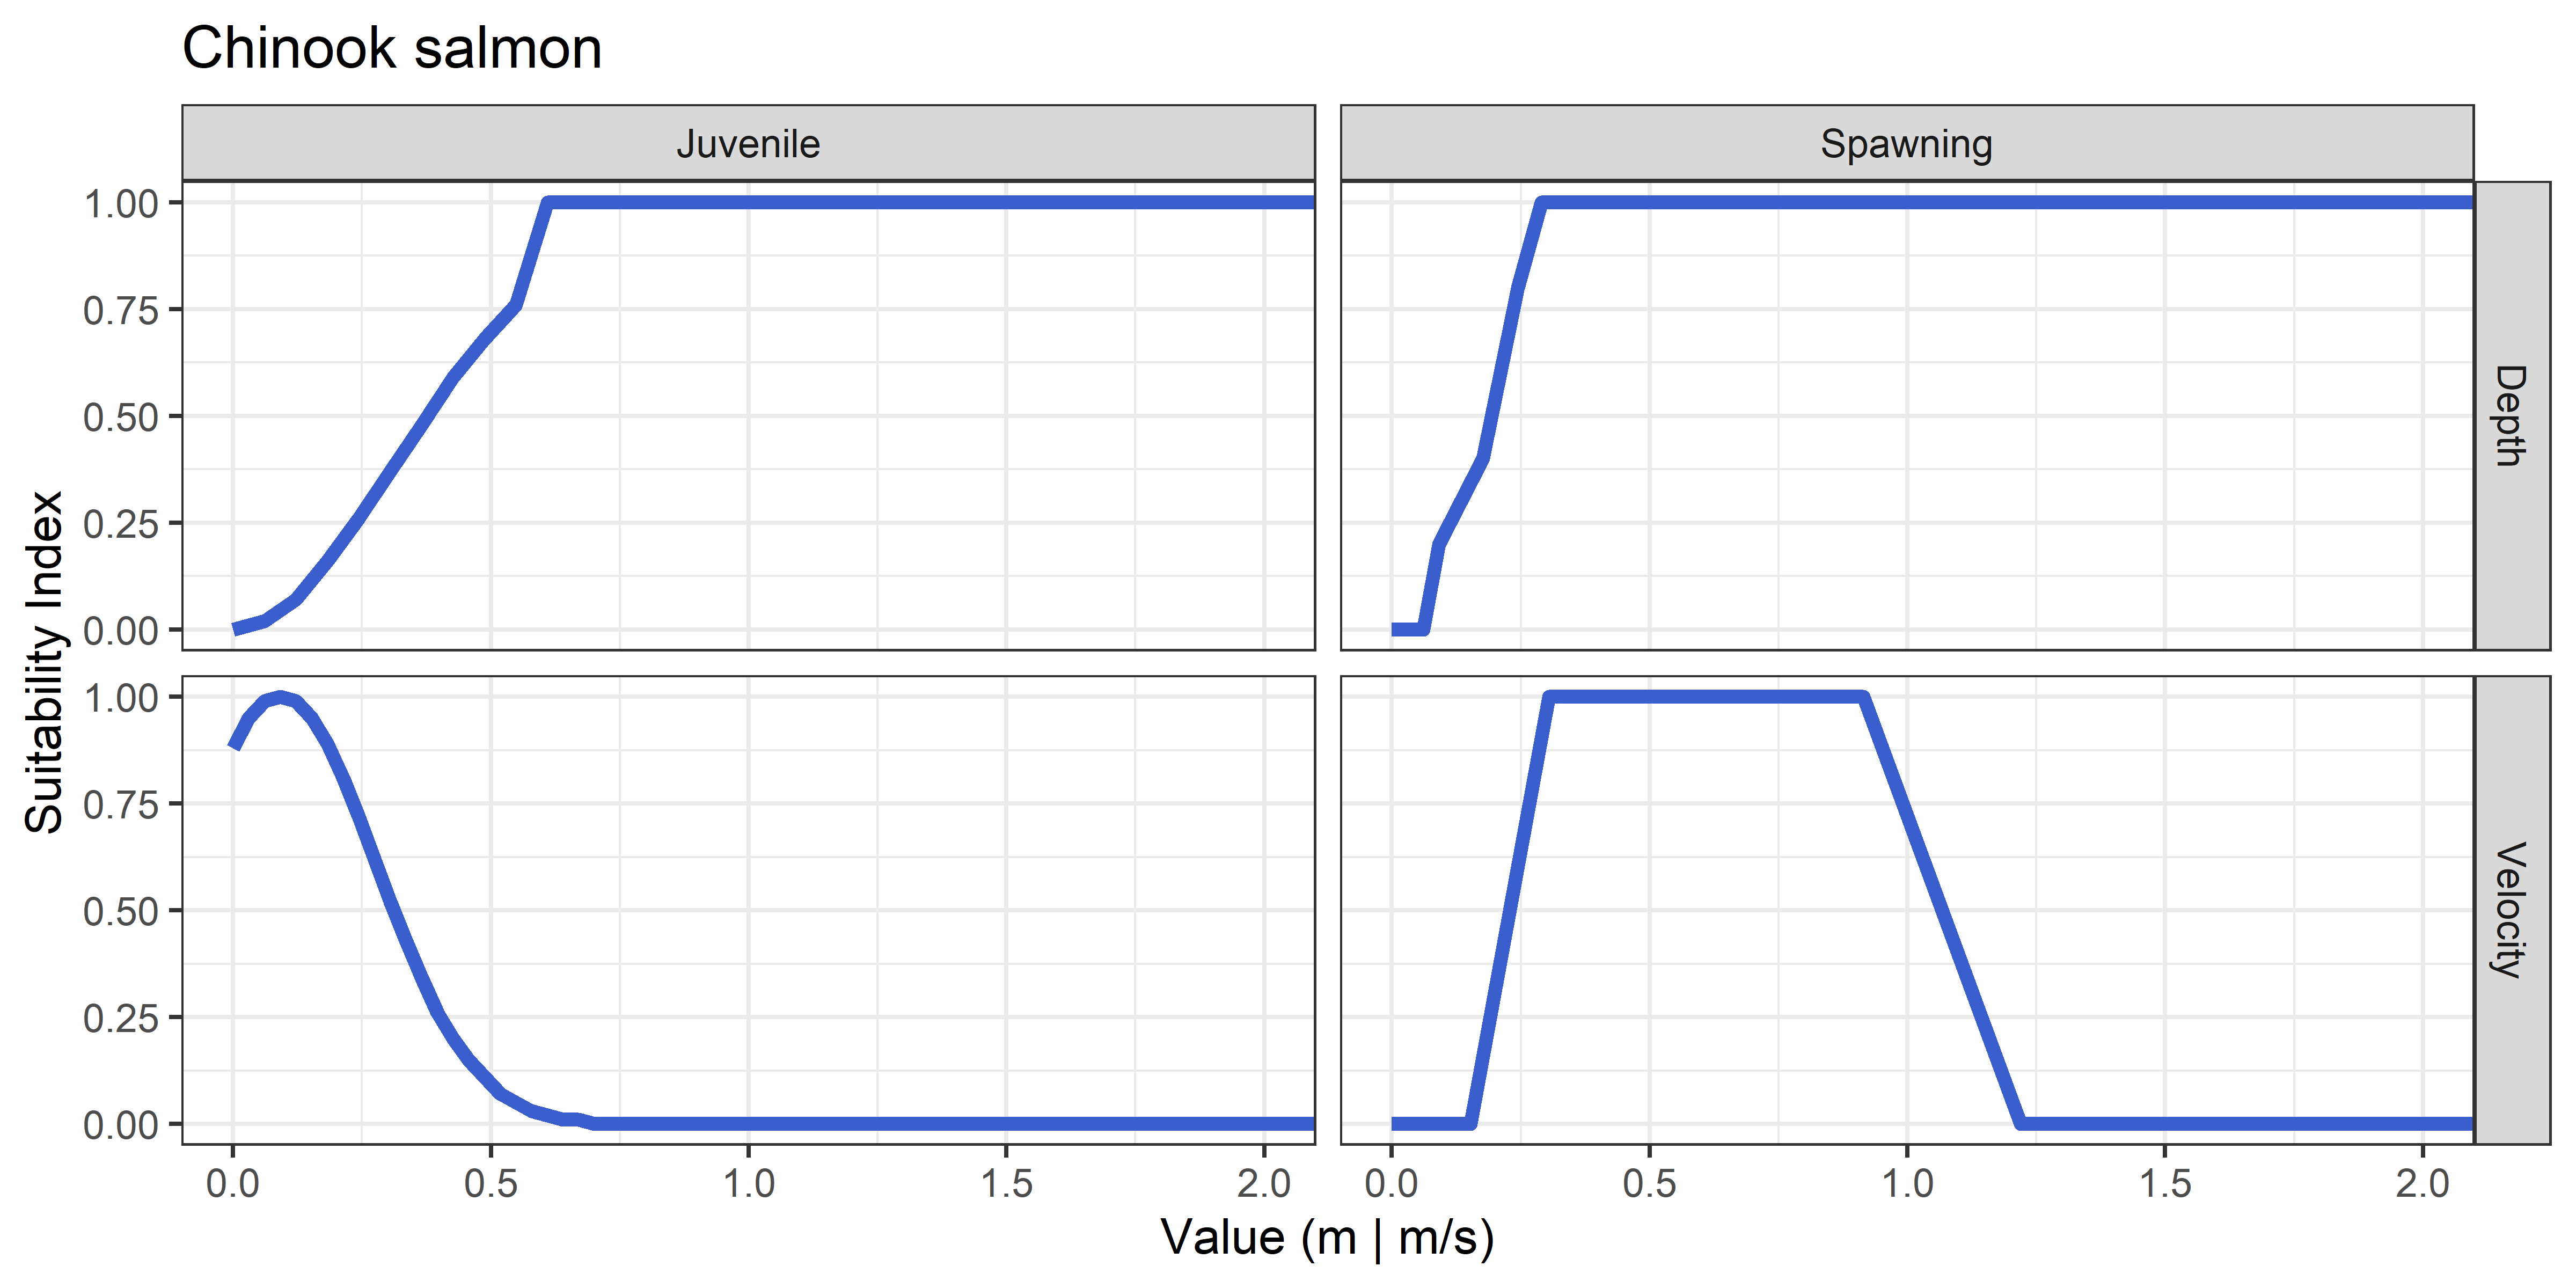 Chinook salmon
Juvenile
Spawning
1.00
0.75
0.50
0.25
0.00
Depth
1.00
0.75
0.50
0.25
0.00
Velocity
Suitability Index
0.0 0.5 1.0 1.5 2.0
0.0 0.5 1.0 1.5 2.0
Value (m | m/s)